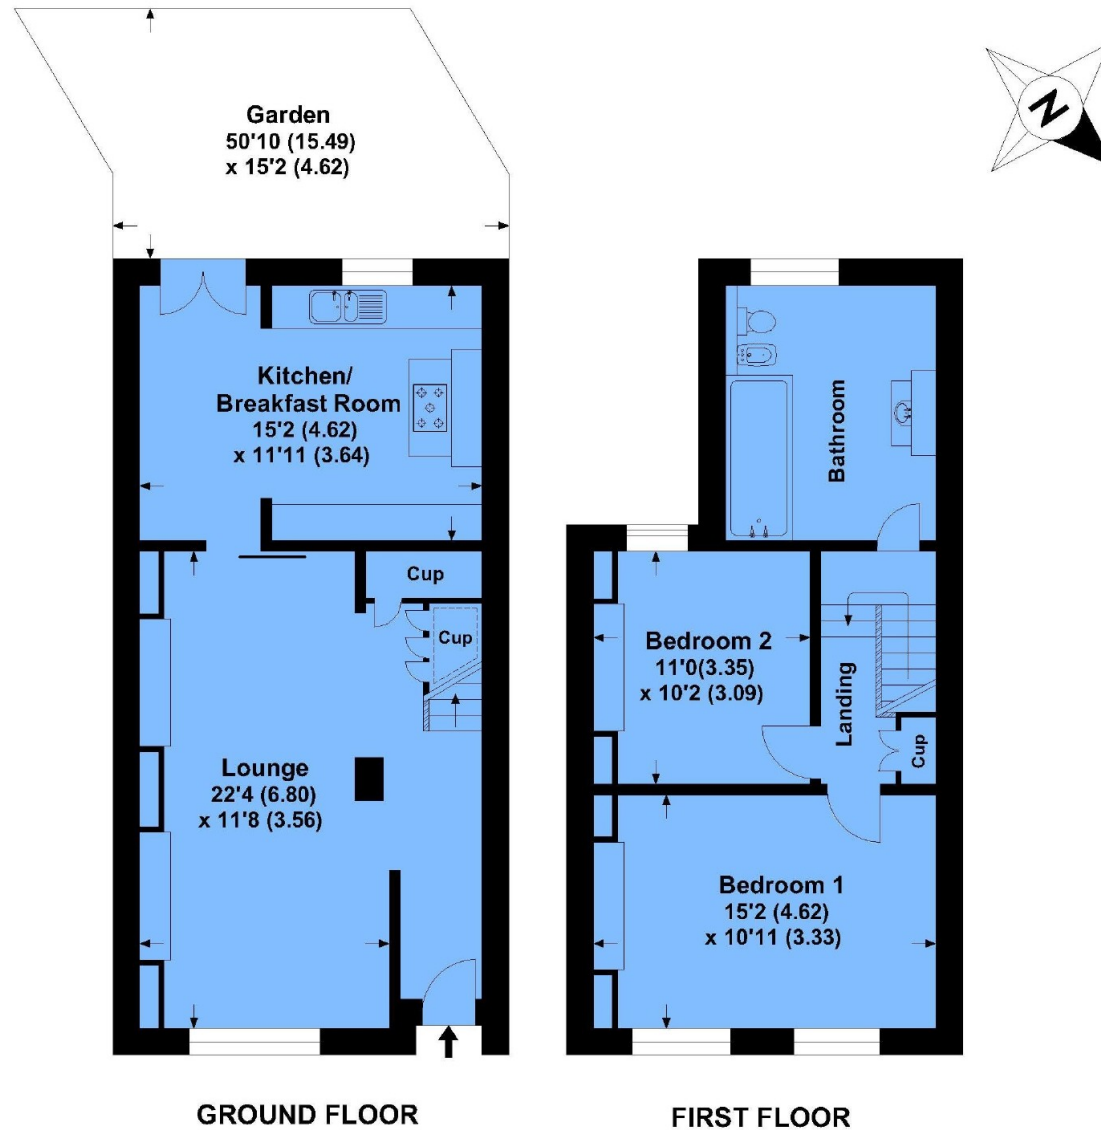 Garden
50'10 (15.49)
x 15'2 (4.62)
N
Kitchen/
Breakfast Room
15'2 (4.62)
x 11'11 (3.64)
Cup
Cup
Lounge
22'4 (6.80)
x 11'8 (3.56)
GROUND FLOOR
Bathroom
Bedroom 2
11'0(3.35)
x 10'2 (3.09)
Landing
Cup
Bedroom 1
15'2 (4.62)
x 10'11 (3.33)
FIRST FLOOR